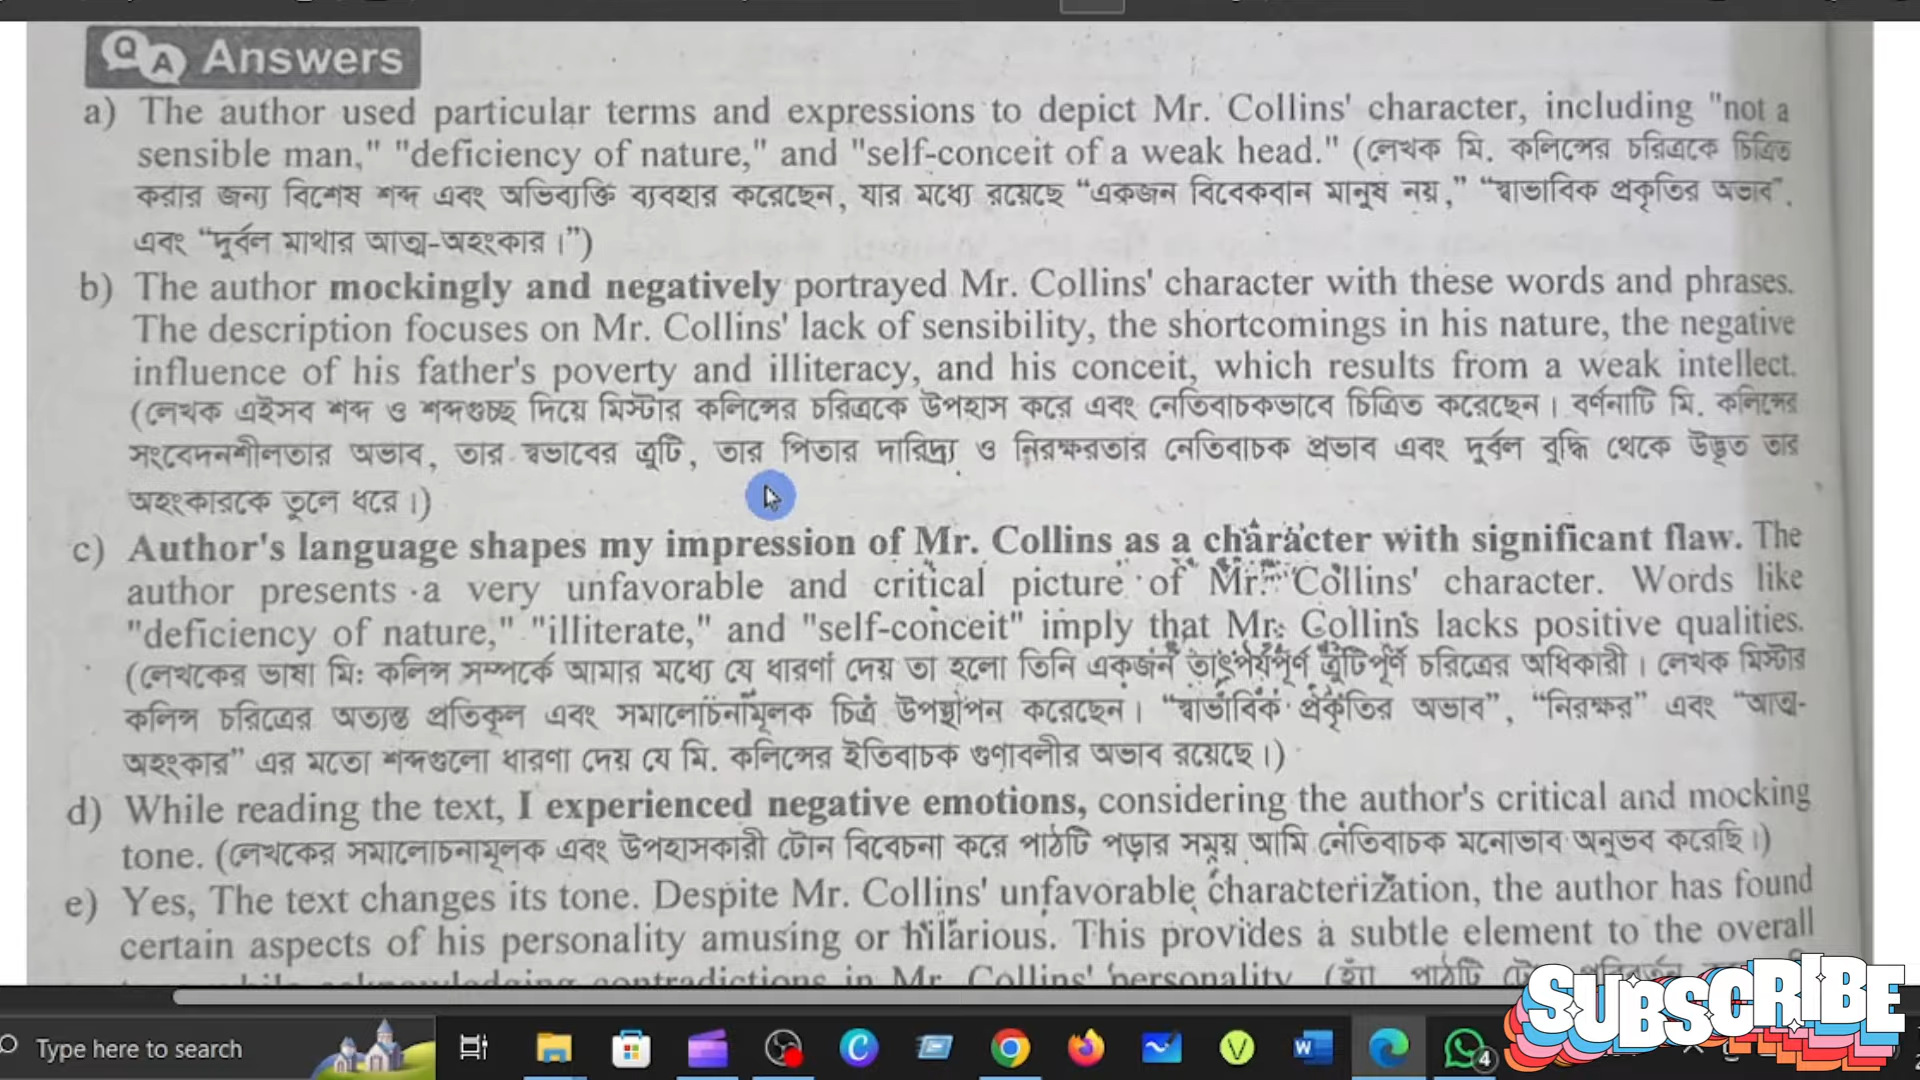 QA Answers
a) The author used particular terms and expressions to depict Mr. Collins' character, including "not a
sensible man," "deficiency of nature," and "self-conceit of a weak head." (লেখক মি. কলিন্সের চরিত্রকে চিত্রিত
করার জন্য বিশেষ শব্দ এবং অভিব্যক্তি ব্যবহার করেছেন, যার মধ্যে রয়েছে “একজন বিবেকবান মানুষ নয়,” “স্বাভাবিক প্রকৃতির অভাব”,
এবং “দুর্বল মাথার আত্ম-অহংকার।”)
b) The author mockingly and negatively portrayed Mr. Collins' character with these words and phrases.
The description focuses on Mr. Collins' lack of sensibility, the shortcomings in his nature, the negative
influence of his father's poverty and illiteracy, and his conceit, which results from a weak intellect.
(লেখক এইসব শব্দ ও শব্দগুচ্ছ দিয়ে মিস্টার কলিন্সের চরিত্রকে উপহাস করে এবং নেতিবাচকভাবে চিত্রিত করেছেন। বর্ণনাটি মি. কলিন্সের
সংবেদনশীলতার অভাব, তার স্বভাবের ত্রুটি, তার পিতার দারিদ্র্য ও নিরক্ষরতার নেতিবাচক প্রভাব এবং দুর্বল বুদ্ধি থেকে উদ্ভূত তার
অহংকারকে তুলে ধরে।)
c) Author's language shapes my impression of Mr. Collins as a character with significant flaw. The
author presents a very unfavorable and critical picture of Mr. Collins' character. Words like
"deficiency of nature," "illiterate," and "self-conceit" imply that Mr. Collins lacks positive qualities.
(লেখকের ভাষা মিঃ কলিন্স সম্পর্কে আমার মধ্যে যে ধারণা দেয় তা হলো তিনি একজন তাৎপর্যপূর্ণ ত্রুটিপূর্ণ চরিত্রের অধিকারী। লেখক মিস্টার
কলিন্স চরিত্রের অত্যন্ত প্রতিকূল এবং সমালোচনামূলক চিত্র উপস্থাপন করেছেন। “স্বাভাবিক প্রকৃতির অভাব”, “নিরক্ষর” এবং “আত্ম-
অহংকার” এর মতো শব্দগুলো ধারণা দেয় যে মি. কলিন্সের ইতিবাচক গুণাবলীর অভাব রয়েছে।)
d) While reading the text, I experienced negative emotions, considering the author's critical and mocking
tone. (লেখকের সমালোচনামূলক এবং উপহাসকারী টোন বিবেচনা করে পাঠটি পড়ার সময় আমি নেতিবাচক মনোভাব অনুভব করেছি।)
e) Yes, The text changes its tone. Despite Mr. Collins' unfavorable characterization, the author has found
certain aspects of his personality amusing or hilarious. This provides a subtle element to the overall
while acknowledging contradictions in Mr. Collins' personality. (হ্যাঁ পাঠটি
SUBSCRIBE
Type here to search
4